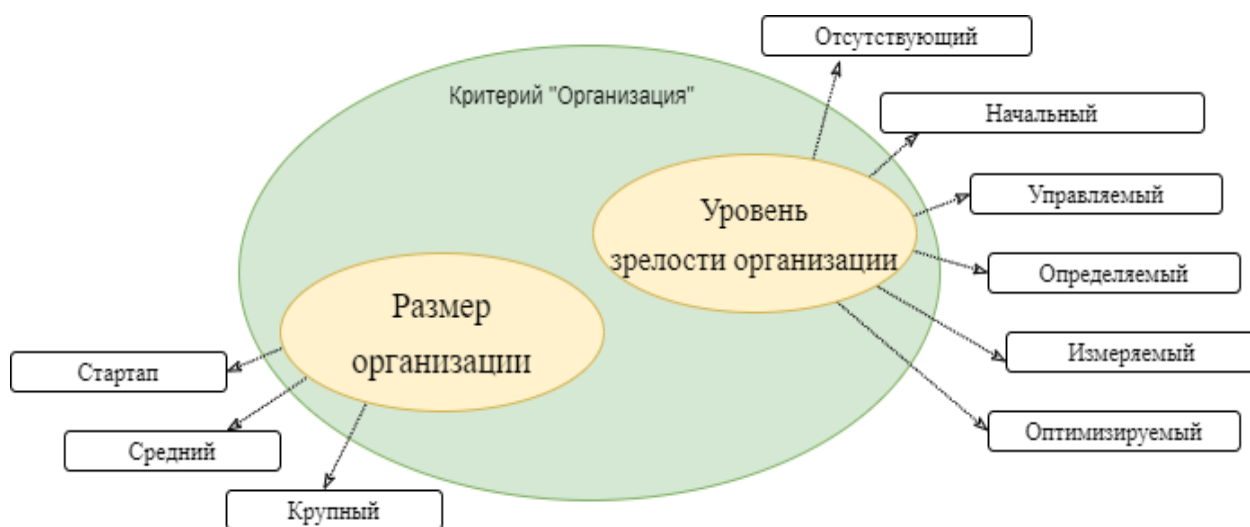 Отсутствующий
Критерий "Организация"
Начальный
Управляемый
Уровень
зрелости организации
Определяемый
Размер
организации
Измеряемый
Стартап
Оптимизируемый
Средний
Крупный